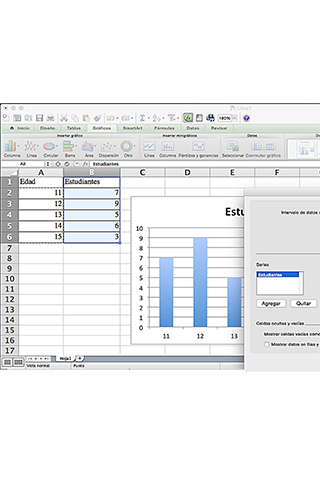 Libro1
180%
Inicio Diseño Tablas Gráficos SmartArt Fórmulas Datos Revisar
Insertar gráfico Insertar minigráficos Datos
Columnas Línea Circular Barra Área Dispersión Otro Línea Columnas Pérdidas y ganancias Seleccionar Conmutar gráfico
A1 fx Estudiantes
A B C D E F G
1 Edad Estudiantes
2 11 7
3 12 9
4 13 5
5 14 6
6 15 3
7
8
9
10
11
12
13
14
15
16
17
Estu
10
9
8
7
6
5
4
3
2
1
0
11 12 13
Intervalo de datos
Series
Estudiantes
Agregar Quitar
Celdas ocultas y vacías
Mostrar celdas vacías como
Mostrar datos en filas y
Hoja1
Vista normal Punto